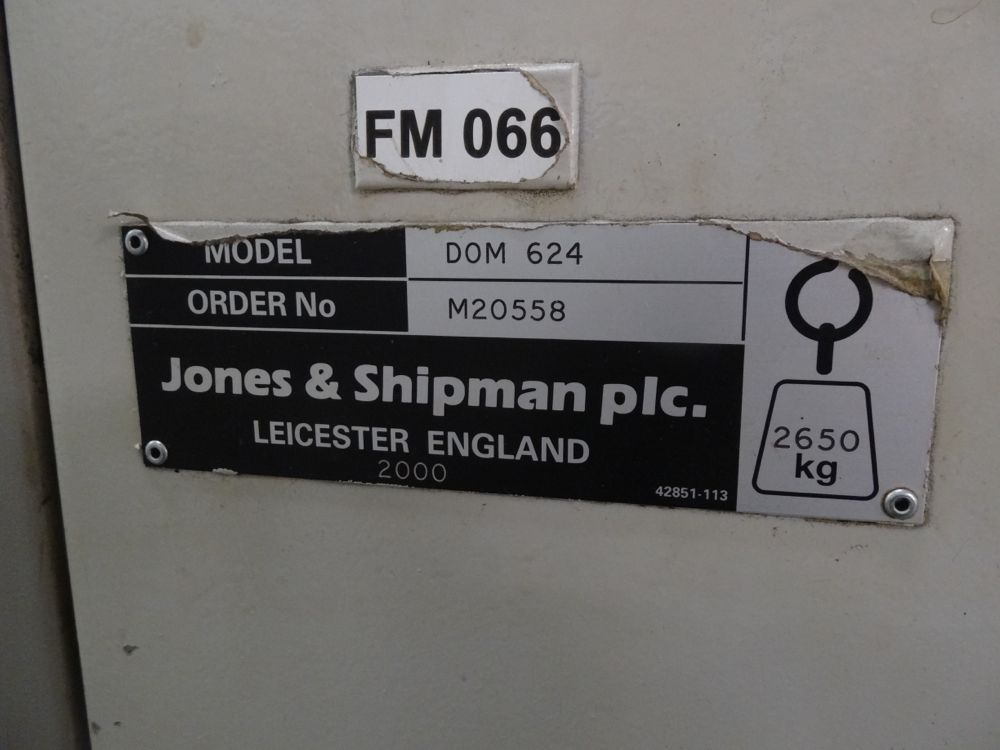 FM 066
MODEL DOM 624
ORDER No M20558
Jones & Shipman plc.
LEICESTER ENGLAND
2000
42851-113
2650
kg